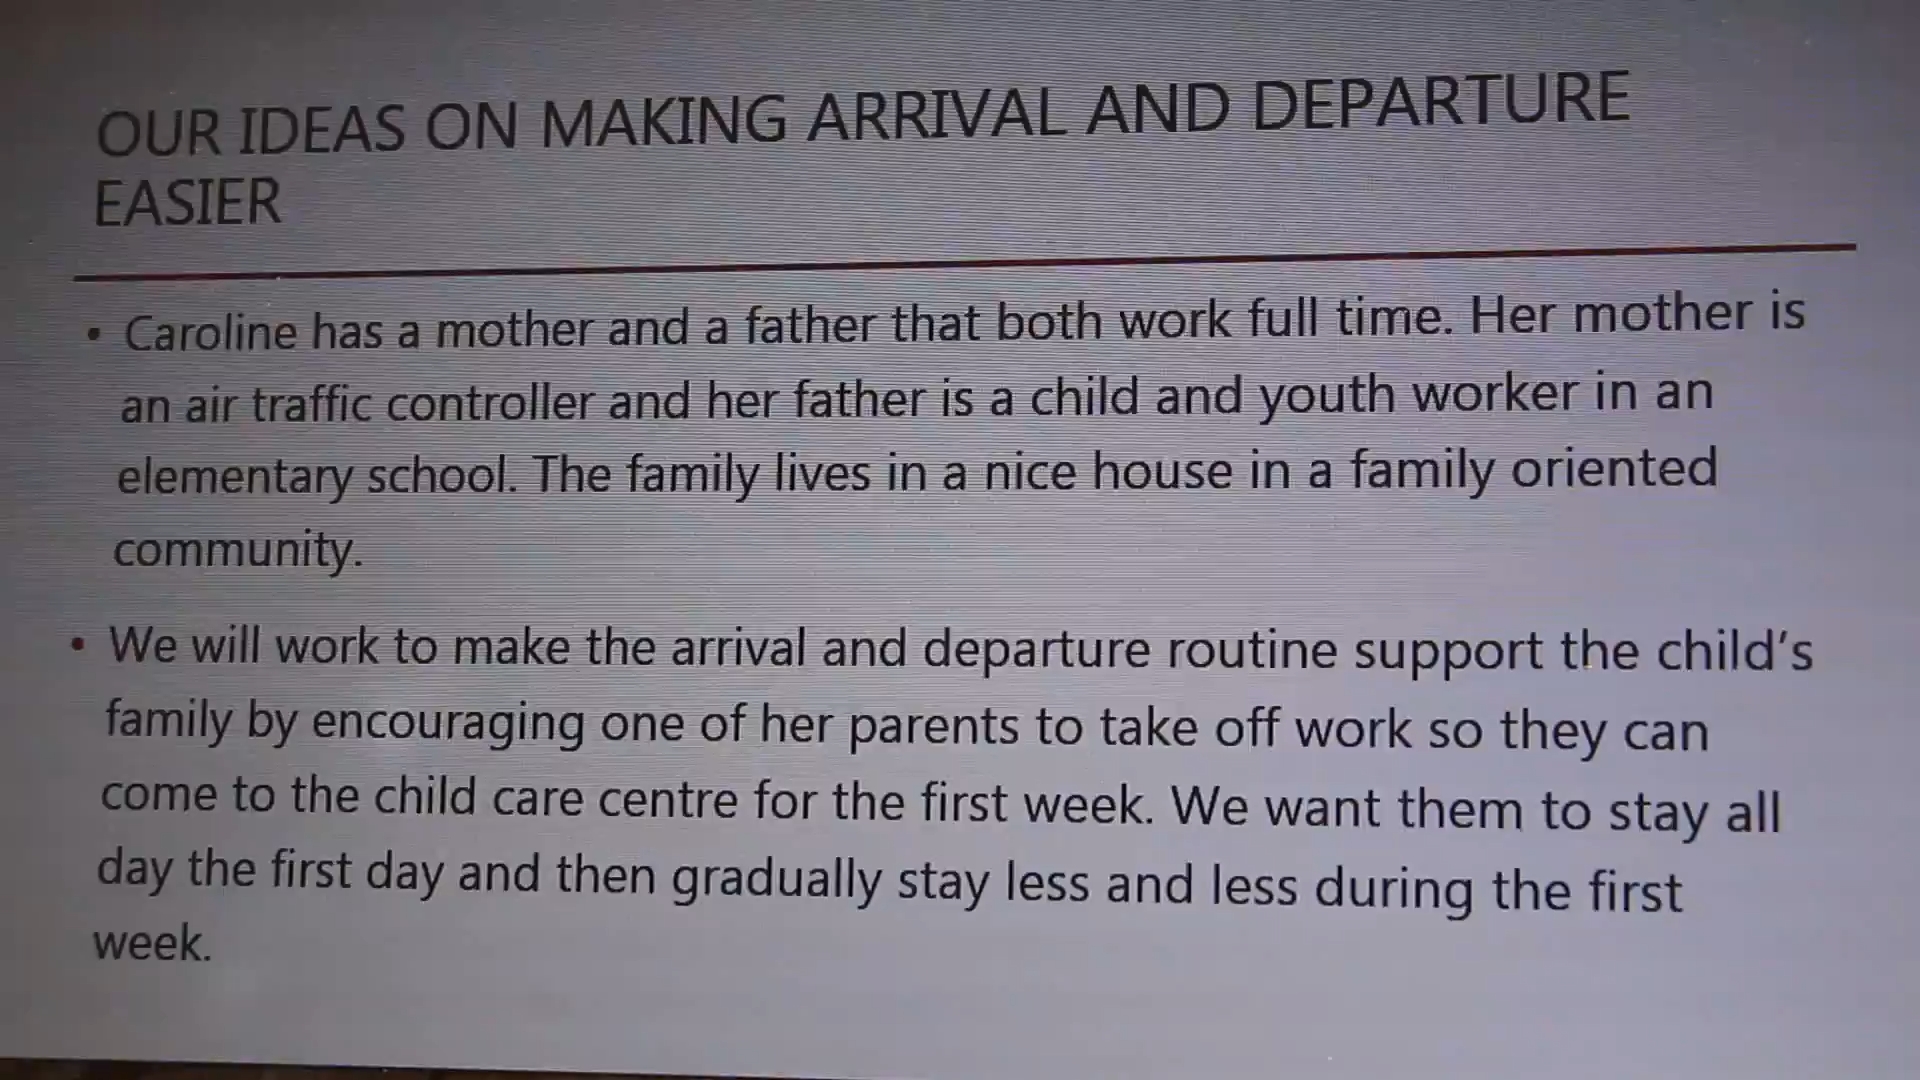 OUR IDEAS ON MAKING ARRIVAL AND DEPARTURE
EASIER
• Caroline has a mother and a father that both work full time. Her mother is
an air traffic controller and her father is a child and youth worker in an
elementary school. The family lives in a nice house in a family oriented
community.
• We will work to make the arrival and departure routine support the child's
family by encouraging one of her parents to take off work so they can
come to the child care centre for the first week. We want them to stay all
day the first day and then gradually stay less and less during the first
week.